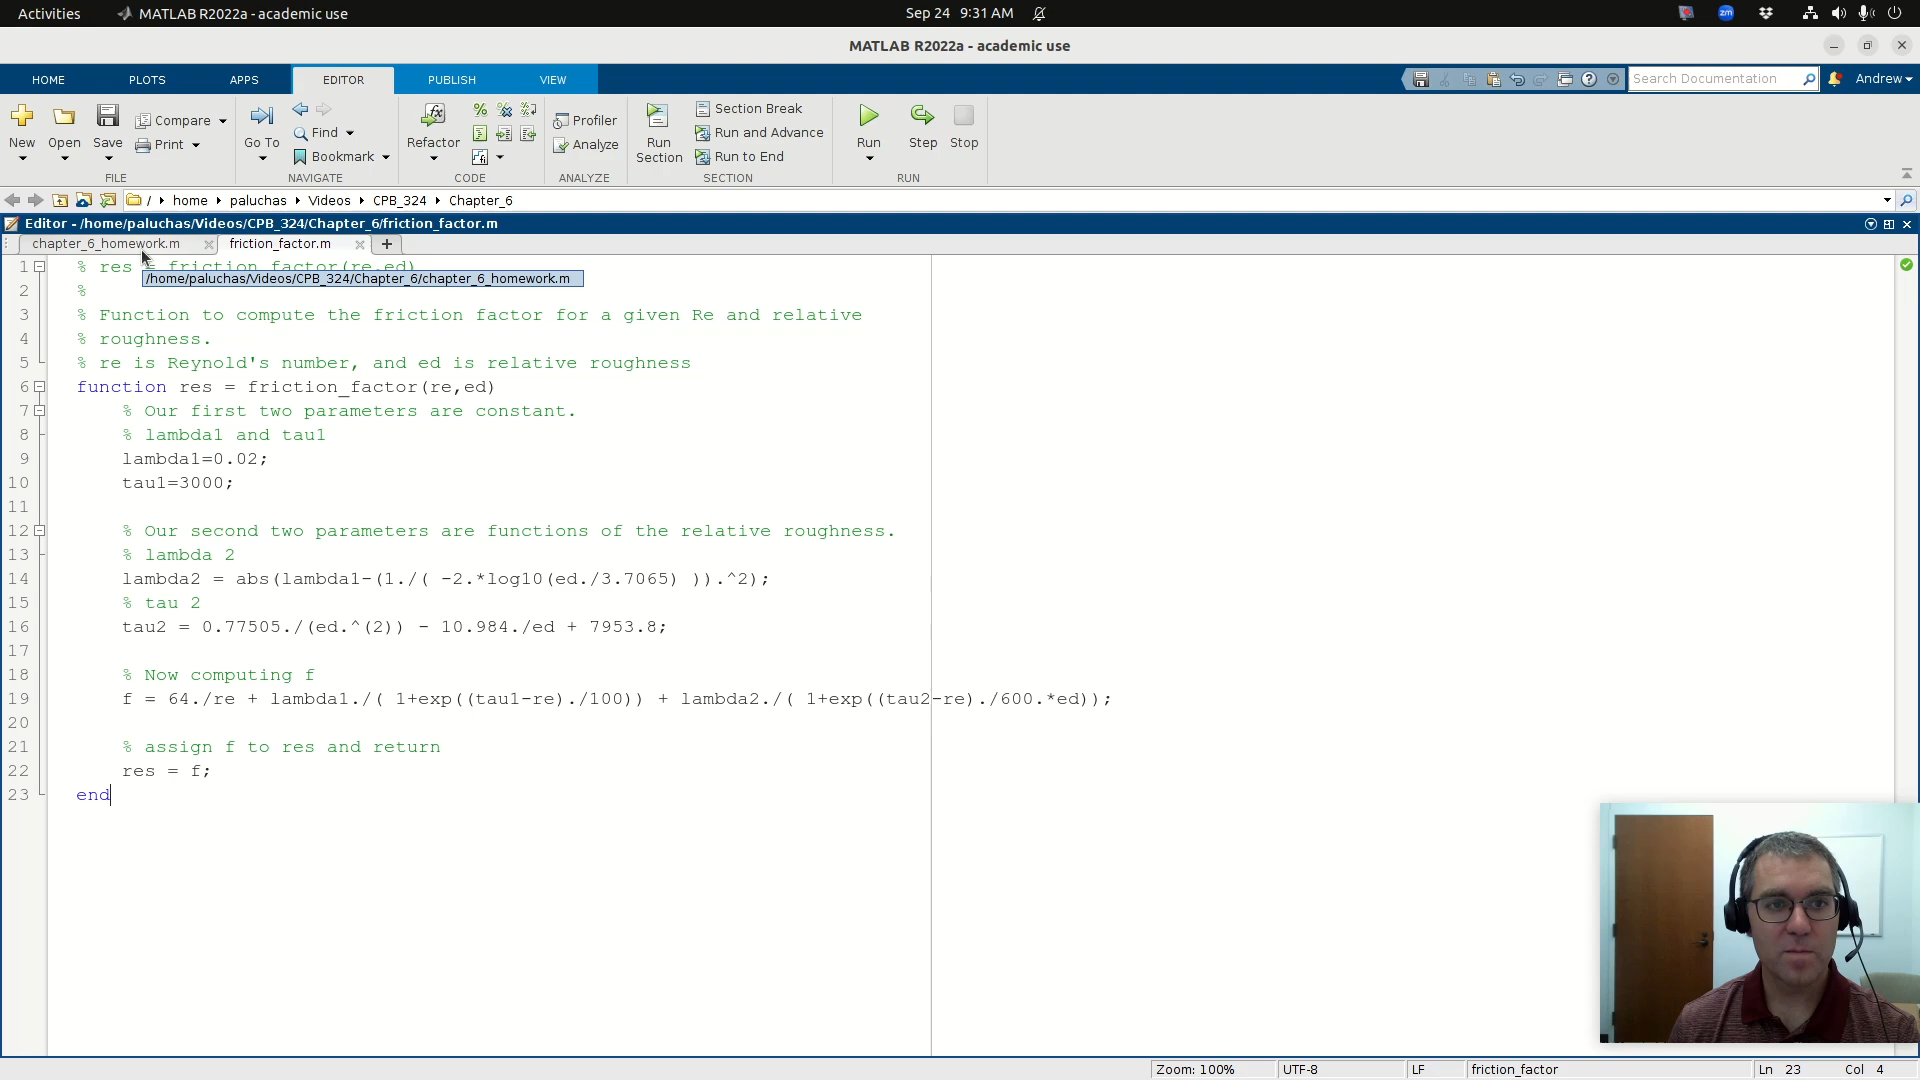 Activities MATLAB R2022a - academic use Sep 24 9:31 AM zm
MATLAB R2022a - academic use
HOME PLOTS APPS EDITOR PUBLISH VIEW Search Documentation Andrew
New Open Save Compare Print Go To Find Bookmark Refactor Profiler Analyze Run Section Section Break Run and Advance Run to End Run Step Stop
FILE NAVIGATE CODE ANALYZE SECTION RUN
/ home paluchas Videos CPB_324 Chapter_6
Editor - /home/paluchas/Videos/CPB_324/Chapter_6/friction_factor.m
chapter_6_homework.m friction_factor.m +
1 % res = friction_factor(re,ed)
/home/paluchas/Videos/CPB_324/Chapter_6/chapter_6_homework.m
2 %
3 % Function to compute the friction factor for a given Re and relative
4 % roughness.
5 % re is Reynold's number, and ed is relative roughness
6 function res = friction_factor(re,ed)
7 % Our first two parameters are constant.
8 % lambda1 and tau1
9 lambda1=0.02;
10 tau1=3000;
11
12 % Our second two parameters are functions of the relative roughness.
13 % lambda 2
14 lambda2 = abs(lambda1-(1./( -2.*log10(ed./3.7065) )).^2);
15 % tau 2
16 tau2 = 0.77505./(ed.^(2)) - 10.984./ed + 7953.8;
17
18 % Now computing f
19 f = 64./re + lambda1./( 1+exp((tau1-re)./100)) + lambda2./( 1+exp((tau2-re)./600.*ed));
20
21 % assign f to res and return
22 res = f;
23 end
Zoom: 100% UTF-8 LF friction_factor Ln 23 Col 4